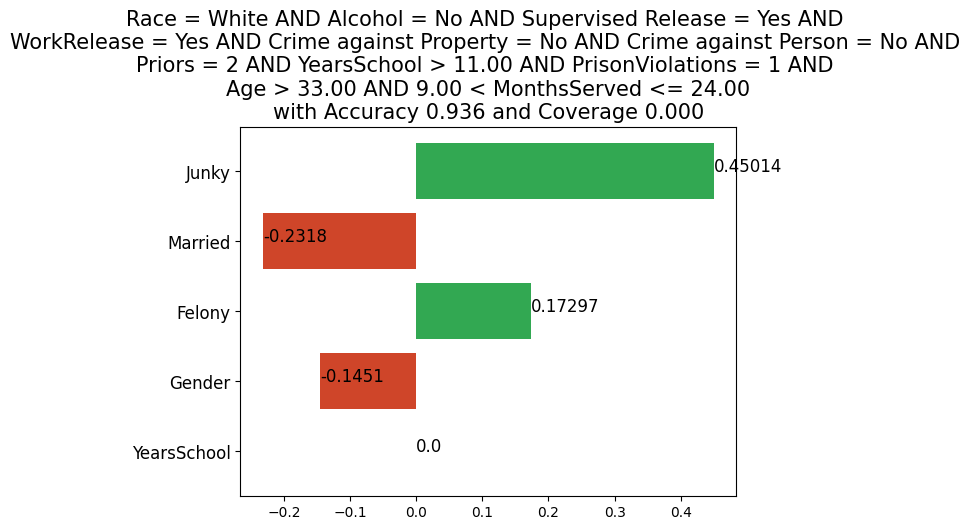 Race = White AND Alcohol = No AND Supervised Release = Yes AND
WorkRelease = Yes AND Crime against Property = No AND Crime against Person = No AND
Priors = 2 AND YearsSchool > 11.00 AND PrisonViolations = 1 AND
Age > 33.00 AND 9.00 < MonthsServed <= 24.00
with Accuracy 0.936 and Coverage 0.000
Junky
0.45014
Married
-0.2318
Felony
0.17297
Gender
-0.1451
YearsSchool
0.0
−0.2 −0.1 0.0 0.1 0.2 0.3 0.4